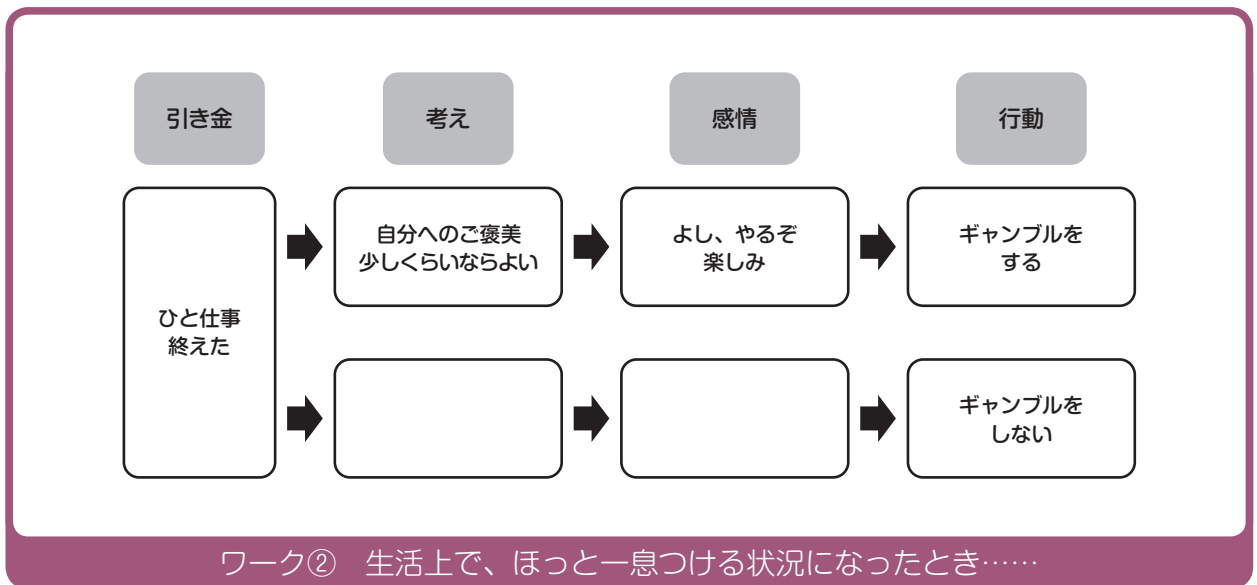 引き金
考え
感情
行動
ひと仕事
終えた
自分へのご褒美
少しくらいならよい
よし、やるぞ
楽しみ
ギャンブルを
する
ギャンブルを
しない
ワーク② 生活上で、ほっと一息つける状況になったとき……